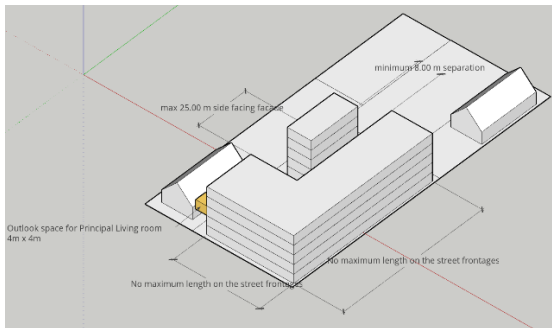 minimum 8.00 m separation
max 25.00 m side facing facade
Outlook space for Principal Living room
4m x 4m
No maximum length on the street frontages
No maximum length on the street frontages